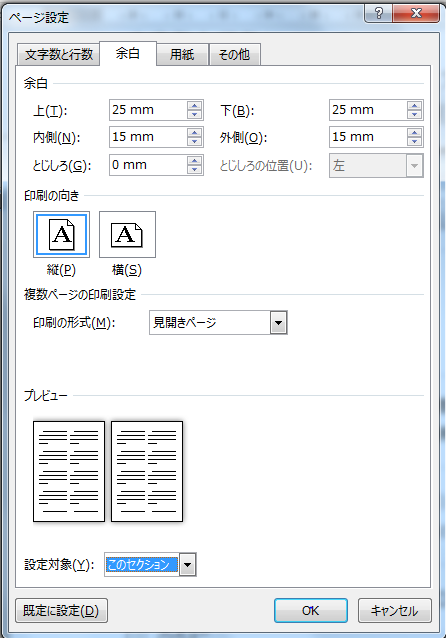 ページ設定
文字数と行数 余白 用紙 その他
余白
上(T): 25 mm 下(B): 25 mm
内側(N): 15 mm 外側(O): 15 mm
とじしろ(G): 0 mm とじしろの位置(U): 左
印刷の向き
A A
縦(P) 横(S)
複数ページの印刷設定
印刷の形式(M): 見開きページ
プレビュー
設定対象(Y): このセクション
既定に設定(D) OK キャンセル